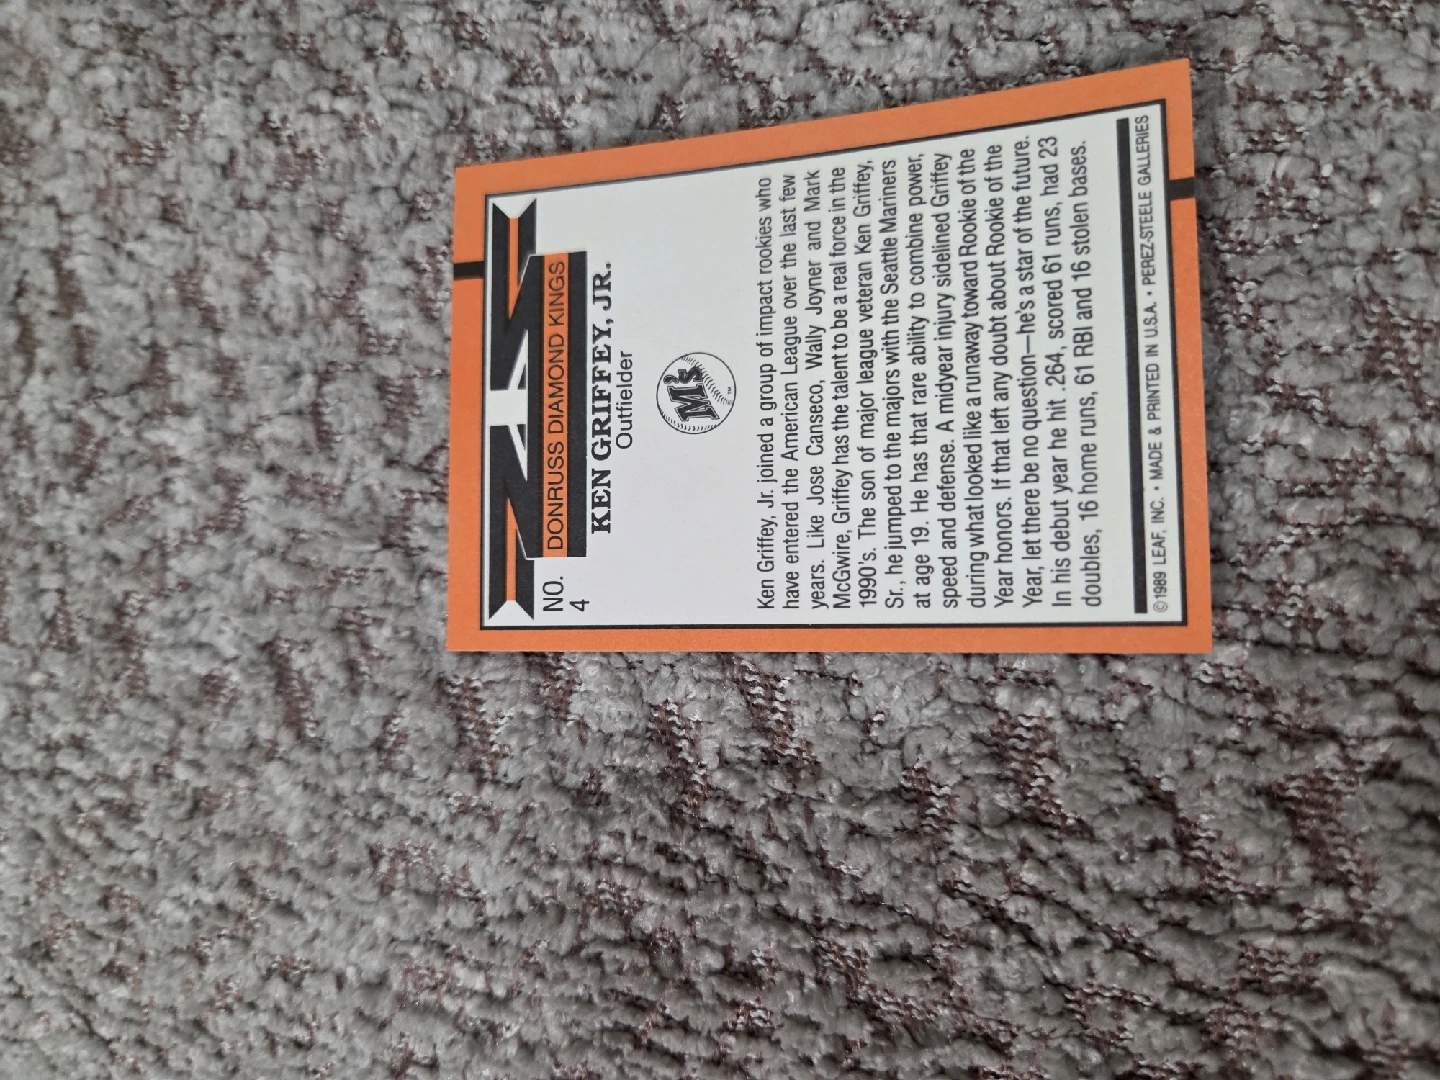 NO.
4
DONRUSS DIAMOND KINGS
KEN GRIFFEY, JR.
Outfielder
M's
TM
Ken Griffey, Jr. joined a group of impact rookies who
have entered the American League over the last few
years. Like Jose Canseco, Wally Joyner and Mark
McGwire, Griffey has the talent to be a real force in the
1990's. The son of major league veteran Ken Griffey,
Sr., he jumped to the majors with the Seattle Mariners
at age 19. He has that rare ability to combine power,
speed and defense. A midyear injury sidelined Griffey
during what looked like a runaway toward Rookie of the
Year honors. If that left any doubt about Rookie of the
Year, let there be no question—he's a star of the future.
In his debut year he hit .264, scored 61 runs, had 23
doubles, 16 home runs, 61 RBI and 16 stolen bases.
©1989 LEAF, INC. • MADE & PRINTED IN U.S.A. • PEREZ-STEELE GALLERIES